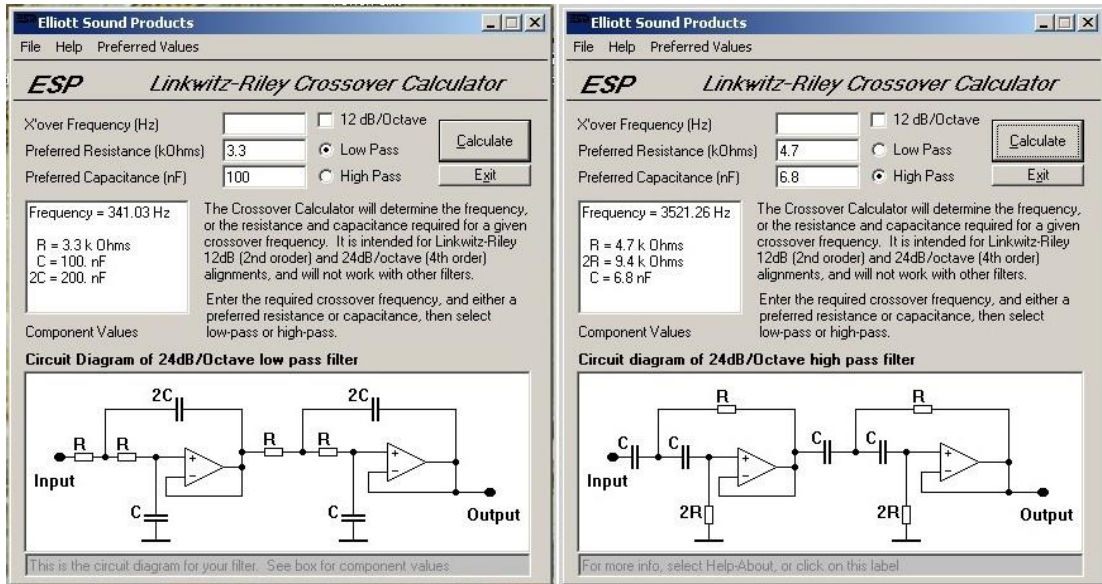 Elliott Sound Products
File Help Preferred Values
ESP Linkwitz-Riley Crossover Calculator
X'over Frequency (Hz)
12 dB/Octave
Calculate
Preferred Resistance (kOhms) 3.3
Low Pass
Preferred Capacitance (nF) 100
High Pass
Exit
Frequency = 341.03 Hz
R = 3.3 k Ohms
C = 100. nF
2C = 200. nF
Component Values
The Crossover Calculator will determine the frequency,
or the resistance and capacitance required for a given
crossover frequency. It is intended for Linkwitz-Riley
12dB (2nd oroder) and 24dB/octave (4th order)
alignments, and will not work with other filters.
Enter the required crossover frequency, and either a
preferred resistance or capacitance, then select
low-pass or high-pass.
Circuit Diagram of 24dB/Octave low pass filter
2C 2C
R R R R
+ +
- -
Input
C C
Output
This is the circuit diagram for your filter. See box for component values
Elliott Sound Products
File Help Preferred Values
ESP Linkwitz-Riley Crossover Calculator
X'over Frequency (Hz)
12 dB/Octave
Calculate
Preferred Resistance (kOhms) 4.7
Low Pass
Preferred Capacitance (nF) 6.8
High Pass
Exit
Frequency = 3521.26 Hz
R = 4.7 k Ohms
2R = 9.4 k Ohms
C = 6.8 nF
Component Values
The Crossover Calculator will determine the frequency,
or the resistance and capacitance required for a given
crossover frequency. It is intended for Linkwitz-Riley
12dB (2nd oroder) and 24dB/octave (4th order)
alignments, and will not work with other filters.
Enter the required crossover frequency, and either a
preferred resistance or capacitance, then select
low-pass or high-pass.
Circuit diagram of 24dB/Octave high pass filter
R R
C C C C
+ +
- -
Input
2R 2R
Output
For more info, select Help-About, or click on this label